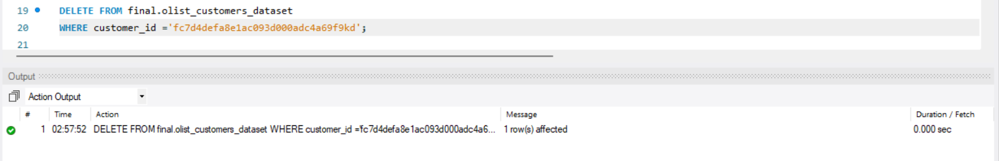 19 DELETE FROM final.olist_customers_dataset
20 WHERE customer_id ='fc7d4defa8e1ac093d000adc4a69f9kd';
21
Output
Action Output
# Time Action Message Duration / Fetch
1 02:57:52 DELETE FROM final.olist_customers_dataset WHERE customer_id ='fc7d4defa8e1ac093d000adc4a6... 1 row(s) affected 0.000 sec